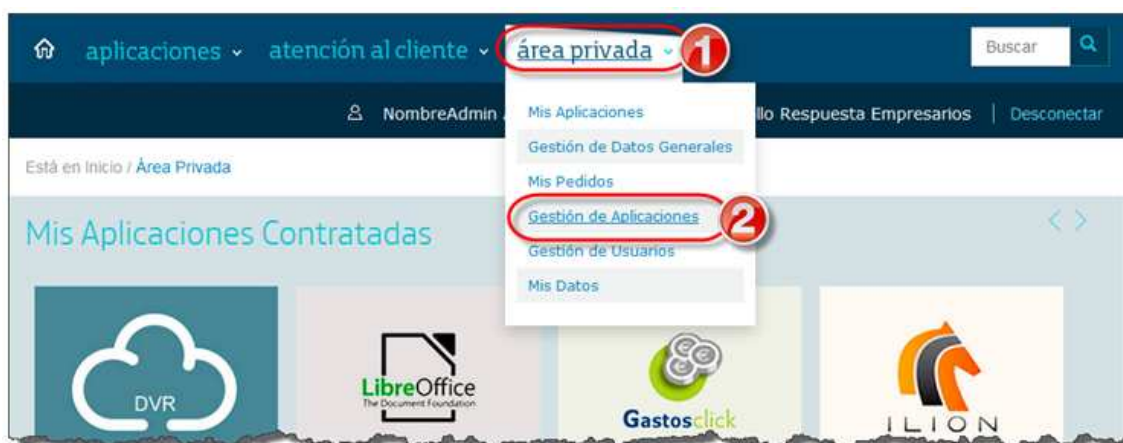 aplicaciones atención al cliente área privada 1 Buscar
NombreAdmin llo Respuesta Empresarios | Desconectar
Mis Aplicaciones
Gestión de Datos Generales
Mis Pedidos
Gestión de Aplicaciones 2
Gestión de Usuarios
Mis Datos
Está en Inicio / Área Privada
Mis Aplicaciones Contratadas < >
DVR
LibreOffice
The Document Foundation
Gastosclick
ILION